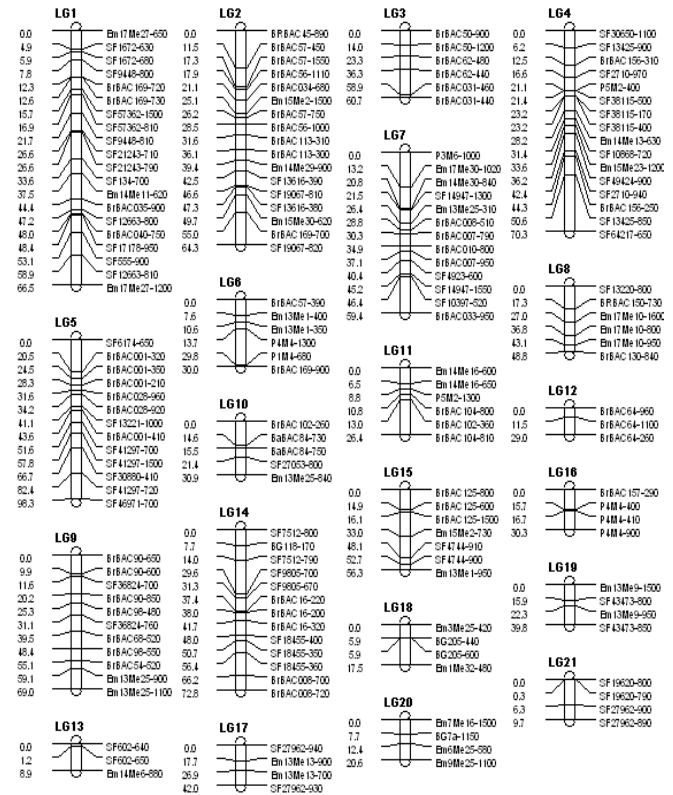 LG1
0.0 Em17Me27-650
4.9 SF1672-630
5.9 SF1672-680
7.8 SF9448-800
12.3 BrBAC169-720
12.6 BrBAC169-730
15.7 SF57362-1500
16.9 SF57362-810
21.7 SF9448-810
26.6 SF21243-710
26.6 SF21243-790
33.6 SF134-700
37.5 Em14Me11-620
44.4 BrBAC035-900
47.2 SF12663-800
48.0 BrBAC040-750
48.4 SF17178-950
53.1 SF555-900
58.9 SF12663-810
66.5 Em17Me27-1200
LG2
0.0 BRBAC45-890
11.5 BrBAC57-450
17.3 BrBAC57-1550
17.9 BrBAC56-1110
21.1 BrBAC034-680
25.1 Em15Me2-1500
26.2 BrBAC57-750
28.5 BrBAC56-1000
31.6 BrBAC113-310
36.1 BrBAC113-300
39.4 Em14Me29-900
42.5 SF13616-390
46.6 SF19067-810
47.3 SF13616-380
49.7 Em15Me30-620
55.0 BrBAC169-700
64.3 SF19067-820
LG3
0.0 BrBAC50-900
14.0 BrBAC50-1200
23.3 BrBAC62-480
36.3 BrBAC62-440
58.9 BrBAC031-460
60.7 BrBAC031-440
LG4
0.0 SF30650-1100
6.2 SF13425-900
12.5 BrBAC156-310
16.6 SF2710-970
21.1 P5M2-400
21.4 SF38115-500
23.2 SF38115-170
23.2 SF38115-400
28.2 Em14Me13-630
31.4 SF10868-720
33.6 Em15Me23-1200
36.2 SF49424-900
42.4 SF2710-940
44.3 BrBAC156-250
50.6 SF13425-850
70.3 SF64217-650
LG5
0.0 SF6174-650
20.5 BrBAC001-320
24.5 BrBAC001-350
28.3 BrBAC001-210
31.6 BrBAC028-960
34.2 BrBAC028-920
41.1 SF13221-1000
43.6 BrBAC001-410
51.6 SF41297-700
57.8 SF41297-1500
66.7 SF30880-410
82.4 SF41297-720
98.3 SF46971-700
LG6
0.0 BrBAC57-390
7.6 Em13Me1-400
10.6 Em13Me1-350
13.7 P4M4-1300
29.8 P1M4-680
30.0 BrBAC169-900
LG7
0.0 P3M6-1000
13.2 Em17Me30-1020
20.8 Em14Me30-840
21.5 SF14947-1300
26.4 Em13Me25-310
28.8 BrBAC008-510
30.3 BrBAC007-790
34.9 BrBAC010-800
37.1 BrBAC007-950
40.4 SF4923-600
45.2 SF14947-1550
46.4 SF10397-520
59.4 BrBAC033-950
LG8
0.0 SF13220-800
17.3 BRBAC150-730
27.0 Em17Me10-1600
36.8 Em17Me10-800
43.1 Em17Me10-950
48.8 BrBAC130-840
LG9
0.0 BrBAC90-650
9.9 BrBAC90-600
11.6 SF36824-700
20.2 BrBAC90-850
25.3 BrBAC98-480
31.1 SF36824-760
39.5 BrBAC68-520
48.4 BrBAC98-550
55.1 BrBAC54-520
59.1 Em13Me25-900
69.0 Em13Me25-1100
LG10
0.0 BrBAC102-260
14.6 BaBAC84-730
15.5 BaBAC84-750
21.4 SF27053-800
30.9 Em13Me25-840
LG11
0.0 Em14Me16-600
6.5 Em14Me16-650
8.8 P5M2-1300
10.8 BrBAC104-800
13.0 BrBAC102-360
26.4 BrBAC104-810
LG12
0.0 BrBAC64-960
11.5 BrBAC64-1100
29.0 BrBAC64-260
LG13
0.0 SF602-640
1.2 SF602-650
8.9 Em14Me6-880
LG14
0.0 SF7512-800
7.7 BG118-170
14.0 SF7512-790
29.6 SF9805-700
31.3 SF9805-670
37.4 BrBAC16-220
38.0 BrBAC16-200
41.7 BrBAC16-320
48.0 SF18455-400
50.7 SF18455-350
56.4 SF18455-360
66.2 BrBAC008-700
72.8 BrBAC008-720
LG15
0.0 BrBAC125-800
14.9 BrBAC125-600
16.1 BrBAC125-1500
33.0 Em15Me2-730
48.1 SF4744-910
52.7 SF4744-900
56.3 Em13Me1-950
LG16
0.0 BrBAC157-290
15.7 P4M4-400
16.7 P4M4-410
30.3 P4M4-900
LG17
0.0 SF27962-940
17.7 Em13Me13-900
26.9 Em13Me13-700
42.0 SF27962-930
LG18
0.0 Em3Me25-420
5.9 BG205-440
5.9 BG205-600
17.5 Em1Me32-480
LG19
0.0 Em13Me9-1500
15.9 SF43473-800
22.3 Em13Me9-950
39.8 SF43473-850
LG20
0.0 Em7Me16-1500
7.7 BG7a-1150
12.4 Em6Me25-580
20.6 Em9Me25-1100
LG21
0.0 SF19620-800
0.3 SF19620-790
6.3 SF27962-900
9.7 SF27962-890